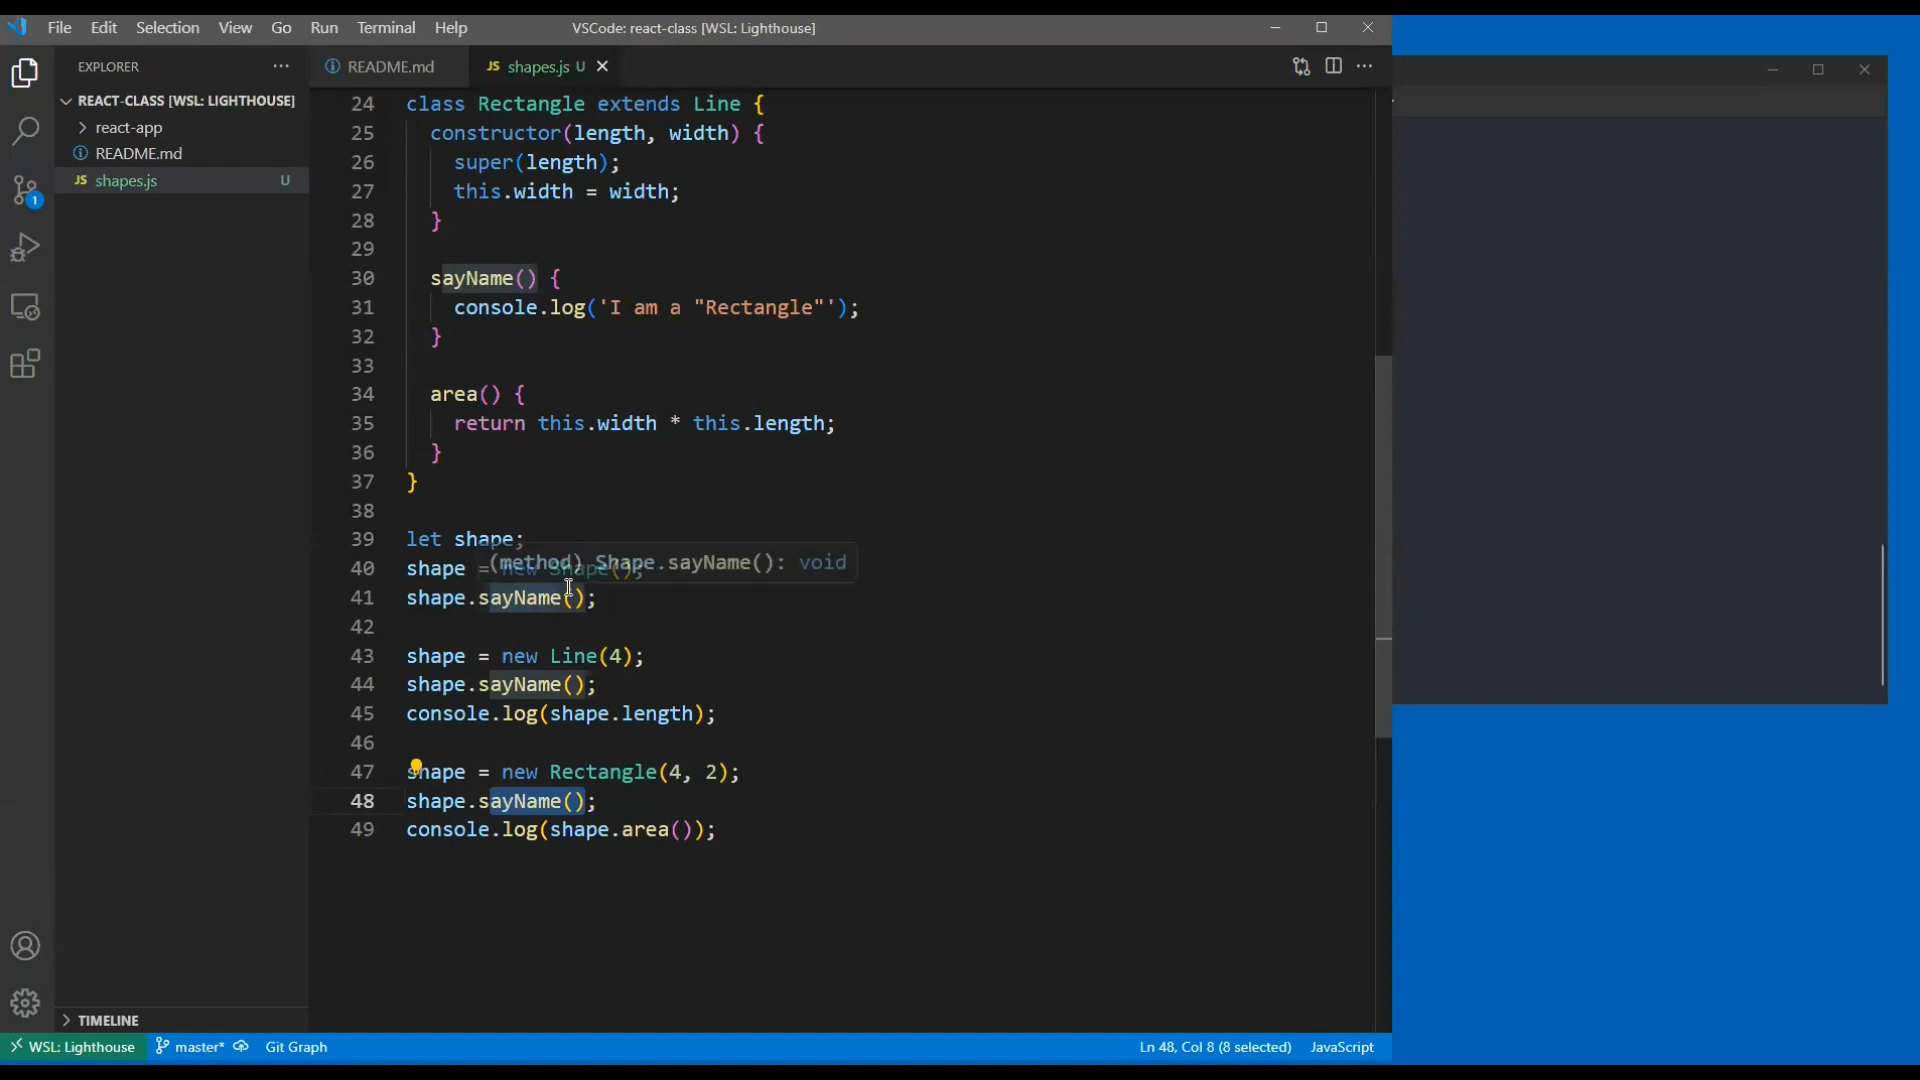 File Edit Selection View Go Run Terminal Help VSCode: react-class [WSL: Lighthouse]
EXPLORER ···
README.md
JS shapes.js U
REACT-CLASS [WSL: LIGHTHOUSE]
react-app
README.md
JS shapes.js U
1
24 class Rectangle extends Line {
25 constructor(length, width) {
26 super(length);
27 this.width = width;
28 }
29
30 sayName() {
31 console.log('I am a "Rectangle"');
32 }
33
34 area() {
35 return this.width * this.length;
36 }
37 }
38
39 let shape;
(method) Shape.sayName(): void
40 shape = new Shape();
41 shape.sayName();
42
43 shape = new Line(4);
44 shape.sayName();
45 console.log(shape.length);
46
47 shape = new Rectangle(4, 2);
48 shape.sayName();
49 console.log(shape.area());
TIMELINE
WSL: Lighthouse master* Git Graph Ln 48, Col 8 (8 selected) JavaScript